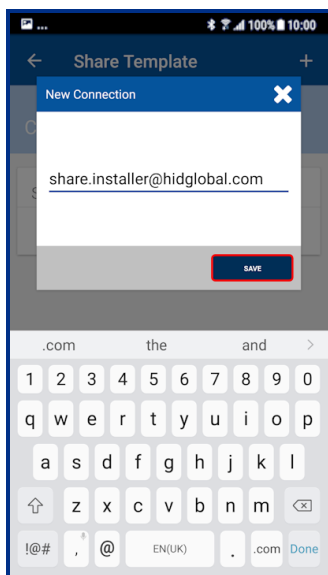 ... 100% 10:00
Share Template +
New Connection
C
S
share.installer@hidglobal.com
SAVE
.com the and >
1 2 3 4 5 6 7 8 9 0
q w e r t y u i o p
a s d f g h j k l
z x c v b n m
!@# , @ EN(UK) . .com Done